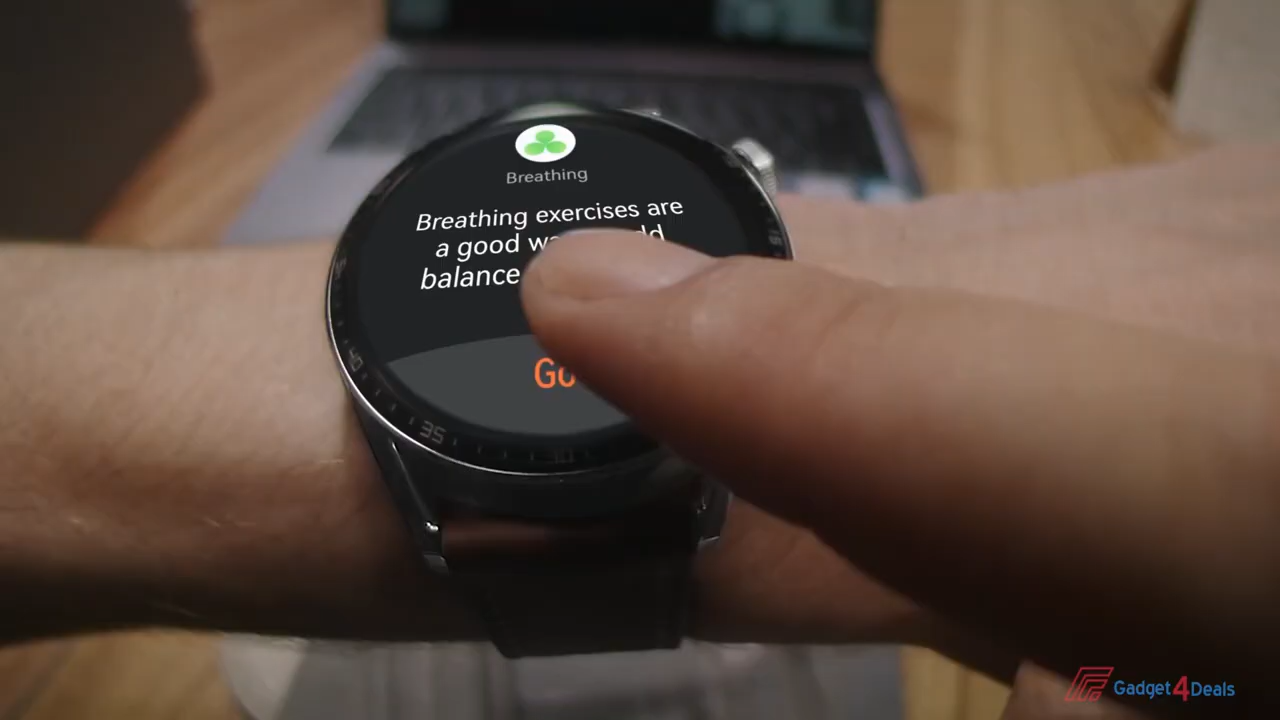 Breathing
Breathing exercises are
a good
balance
Go
35
Gadget4Deals